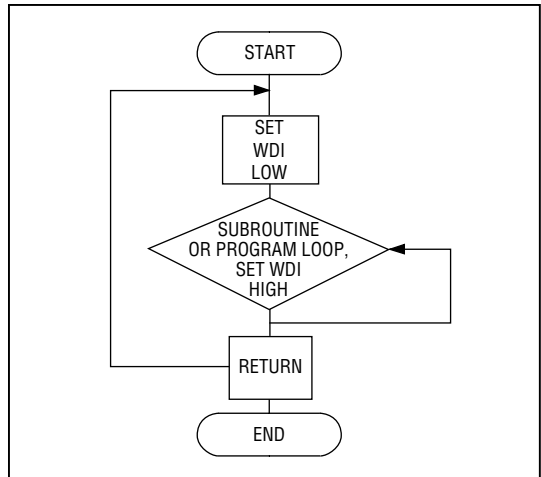 START
SET
WDI
LOW
SUBROUTINE
OR PROGRAM LOOP,
SET WDI
HIGH
RETURN
END